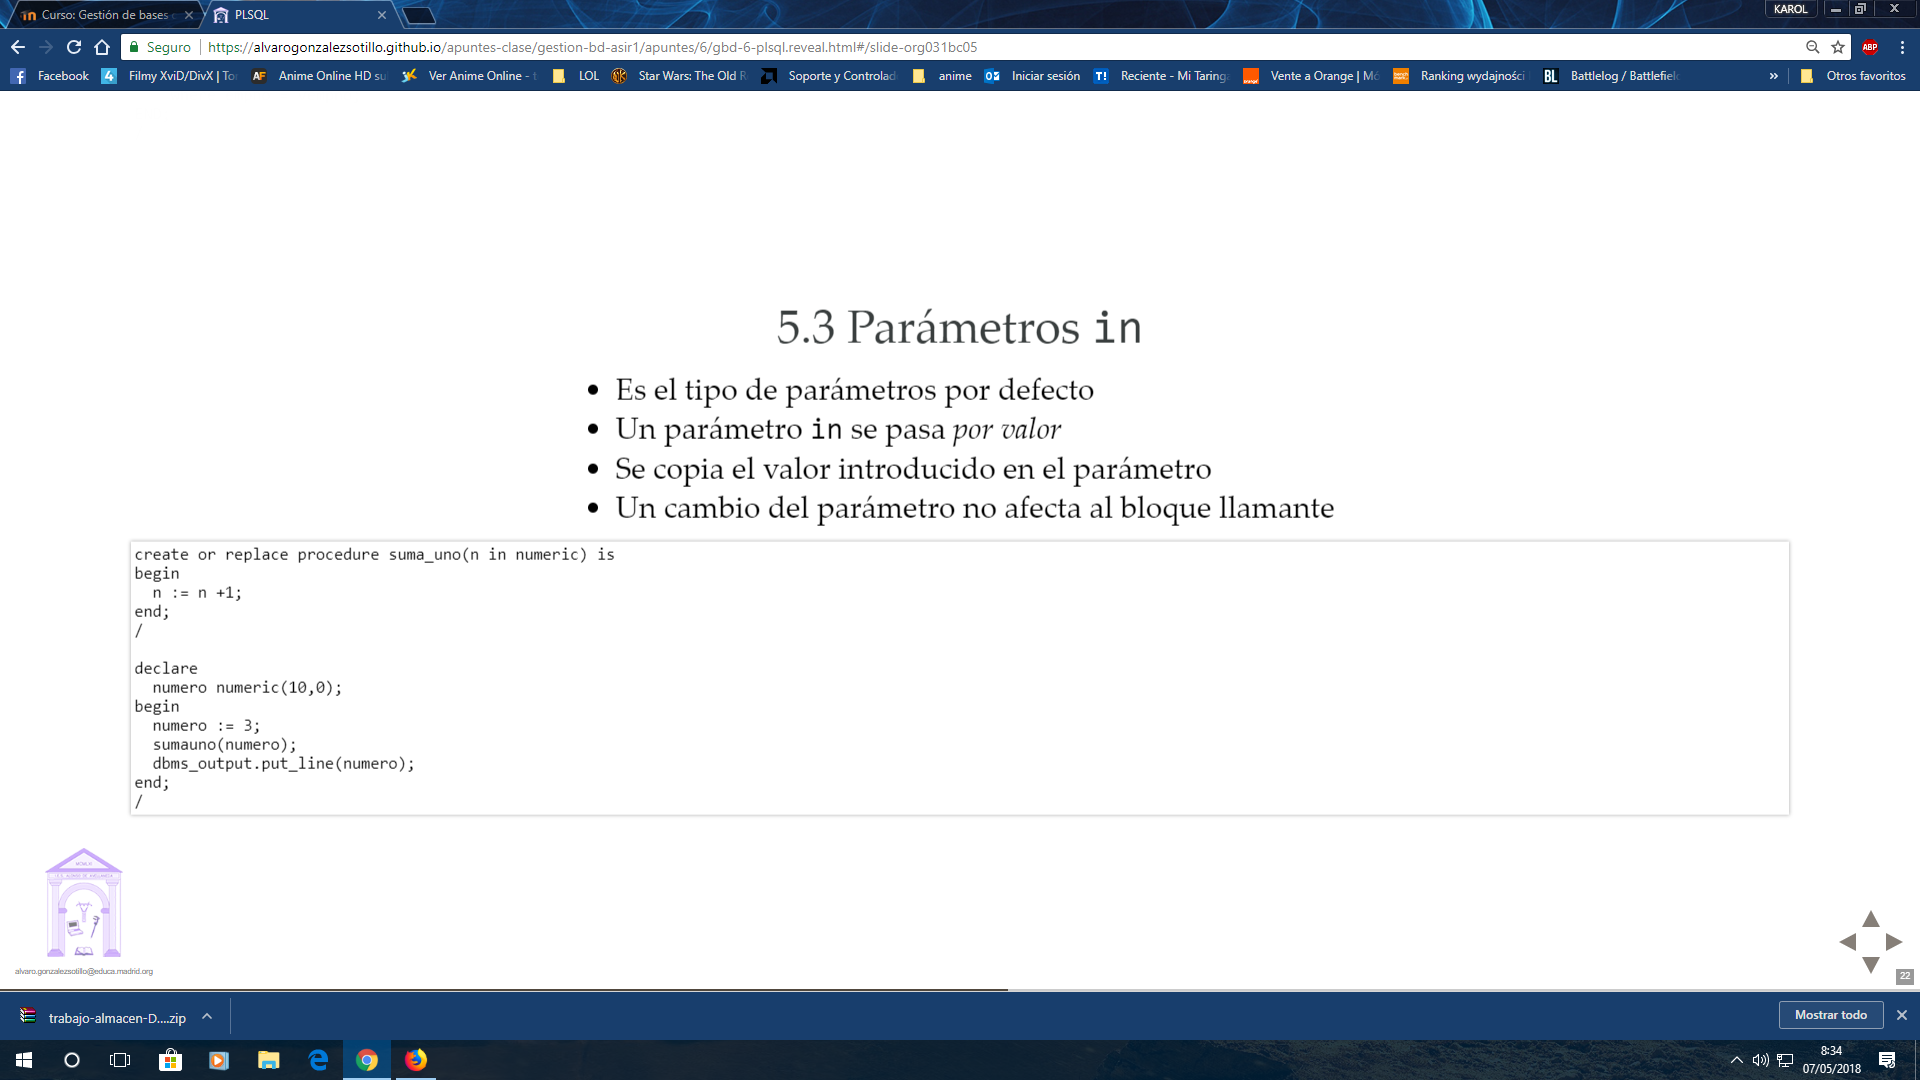 Curso: Gestión de bases
PLSQL
KAROL
Seguro
https://alvarogonzalezsotillo.github.io/apuntes-clase/gestion-bd-asir1/apuntes/6/gbd-6-plsql.reveal.html#/slide-org031bc05
ABP
Facebook
Filmy XviD/DivX | To
Anime Online HD su
Ver Anime Online -
LOL
Star Wars: The Old R
Soporte y Controlad
anime
Iniciar sesión
Reciente - Mi Taringa
Vente a Orange | Mó
Ranking wydajności
Battlelog / Battlefiel
»
Otros favoritos
5.3 Parámetros in
• Es el tipo de parámetros por defecto
• Un parámetro in se pasa por valor
• Se copia el valor introducido en el parámetro
• Un cambio del parámetro no afecta al bloque llamante
create or replace procedure suma_uno(n in numeric) is
begin
  n := n +1;
end;
/
declare
  numero numeric(10,0);
begin
  numero := 3;
  sumauno(numero);
  dbms_output.put_line(numero);
end;
/
alvaro.gonzalezsotillo@educa.madrid.org
22
trabajo-almacen-D....zip
Mostrar todo
8:34
07/05/2018